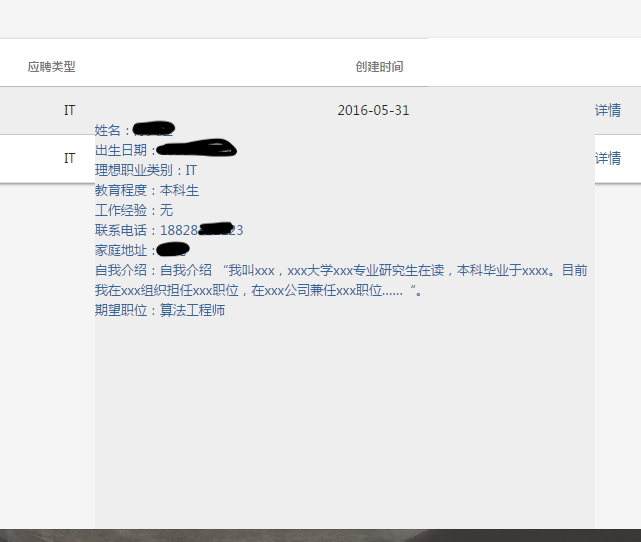 应聘类型 创建时间
IT 2016-05-31 详情
姓名：
出生日期：
IT 详情
理想职业类别：IT
教育程度：本科生
工作经验：无
联系电话：18828 23
家庭地址：
自我介绍：自我介绍 “我叫xxx，xxx大学xxx专业研究生在读，本科毕业于xxxx。目前
我在xxx组织担任xxx职位，在xxx公司兼任xxx职位......“。
期望职位：算法工程师